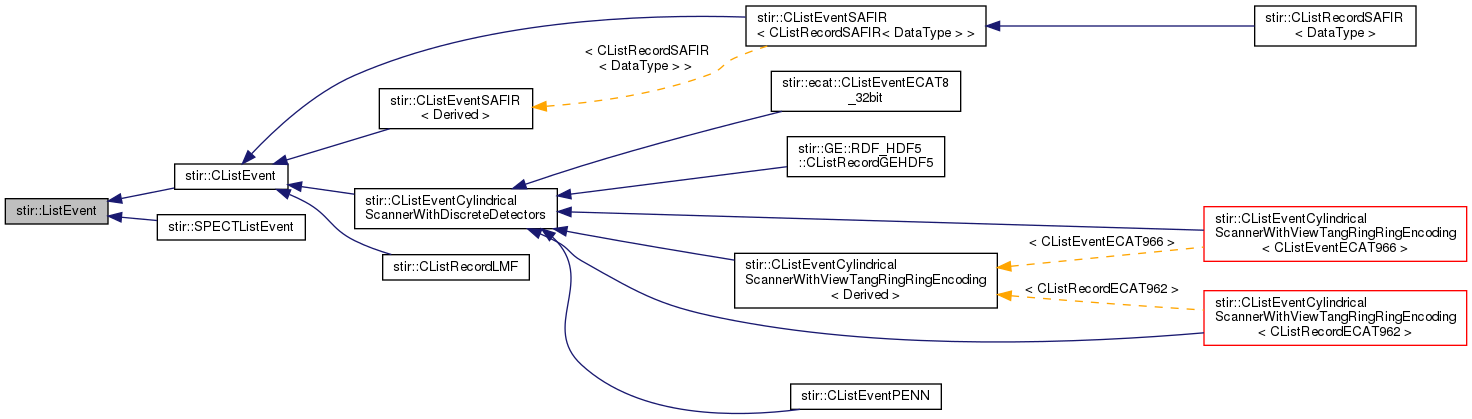 stir::ListEvent
stir::CListEvent
stir::SPECTListEvent
stir::CListEventSAFIR
< Derived >
stir::CListEventCylindrical
ScannerWithDiscreteDetectors
stir::CListRecordLMF
< CListRecordSAFIR
< DataType > >
stir::CListEventSAFIR
< CListRecordSAFIR< DataType > >
stir::ecat::CListEventECAT8
_32bit
stir::GE::RDF_HDF5
::CListRecordGEHDF5
stir::CListEventCylindrical
ScannerWithViewTangRingRingEncoding
< Derived >
stir::CListEventPENN
< CListEventECAT966 >
< CListRecordECAT962 >
stir::CListRecordSAFIR
< DataType >
stir::CListEventCylindrical
ScannerWithViewTangRingRingEncoding
< CListEventECAT966 >
stir::CListEventCylindrical
ScannerWithViewTangRingRingEncoding
< CListRecordECAT962 >